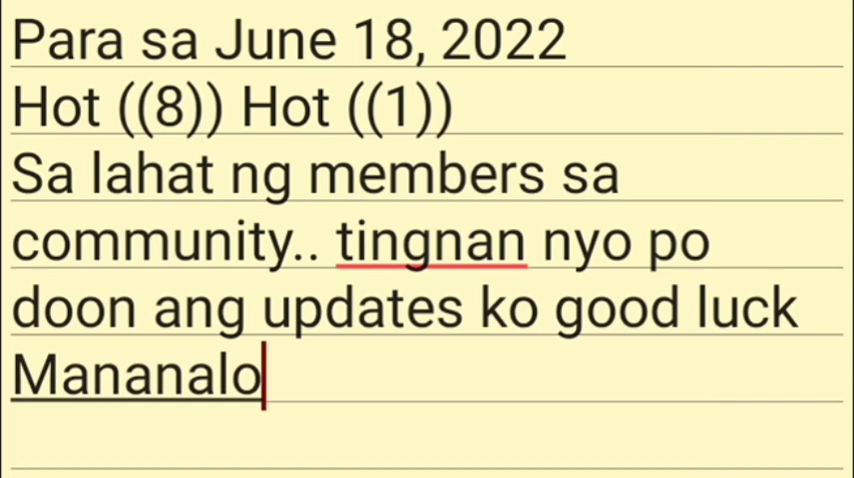 Para sa June 18, 2022
Hot ((8)) Hot ((1))
Sa lahat ng members sa
community.. tingnan nyo po
doon ang updates ko good luck
Mananalo